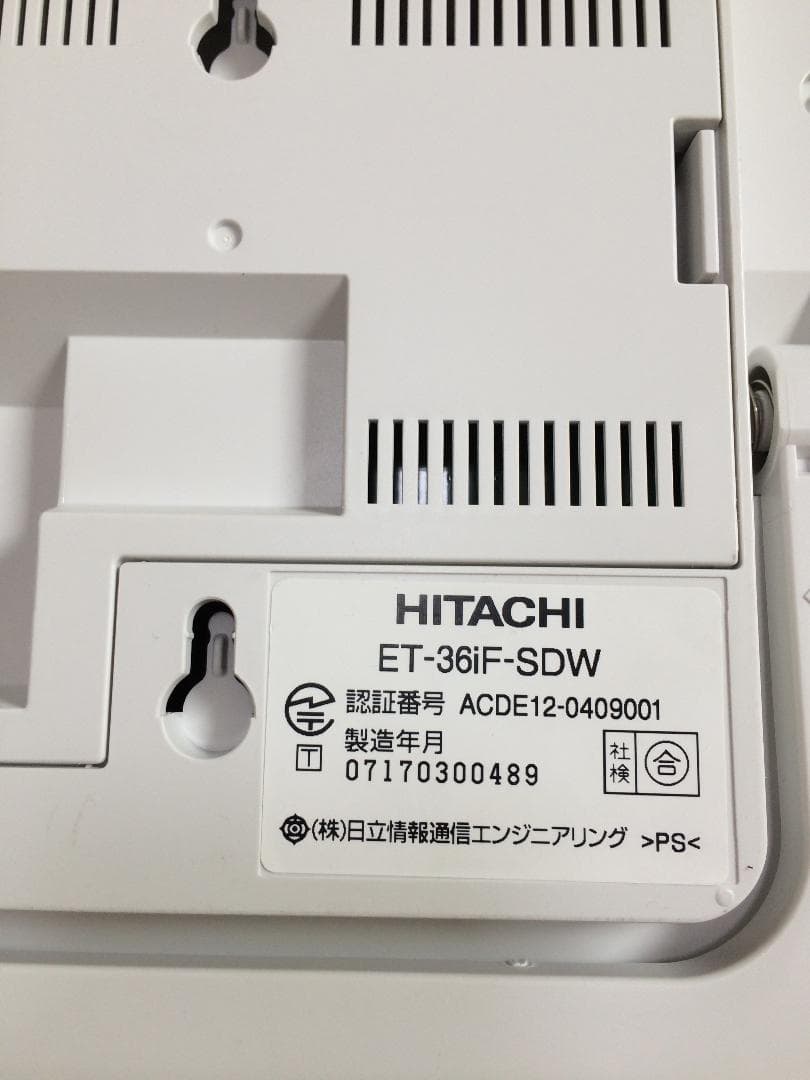 HITACHI
ET-36iF-SDW
認証番号 ACDE12-0409001
T 製造年月
07170300489
社検 合
(株)日立情報通信エンジニアリング >PS<